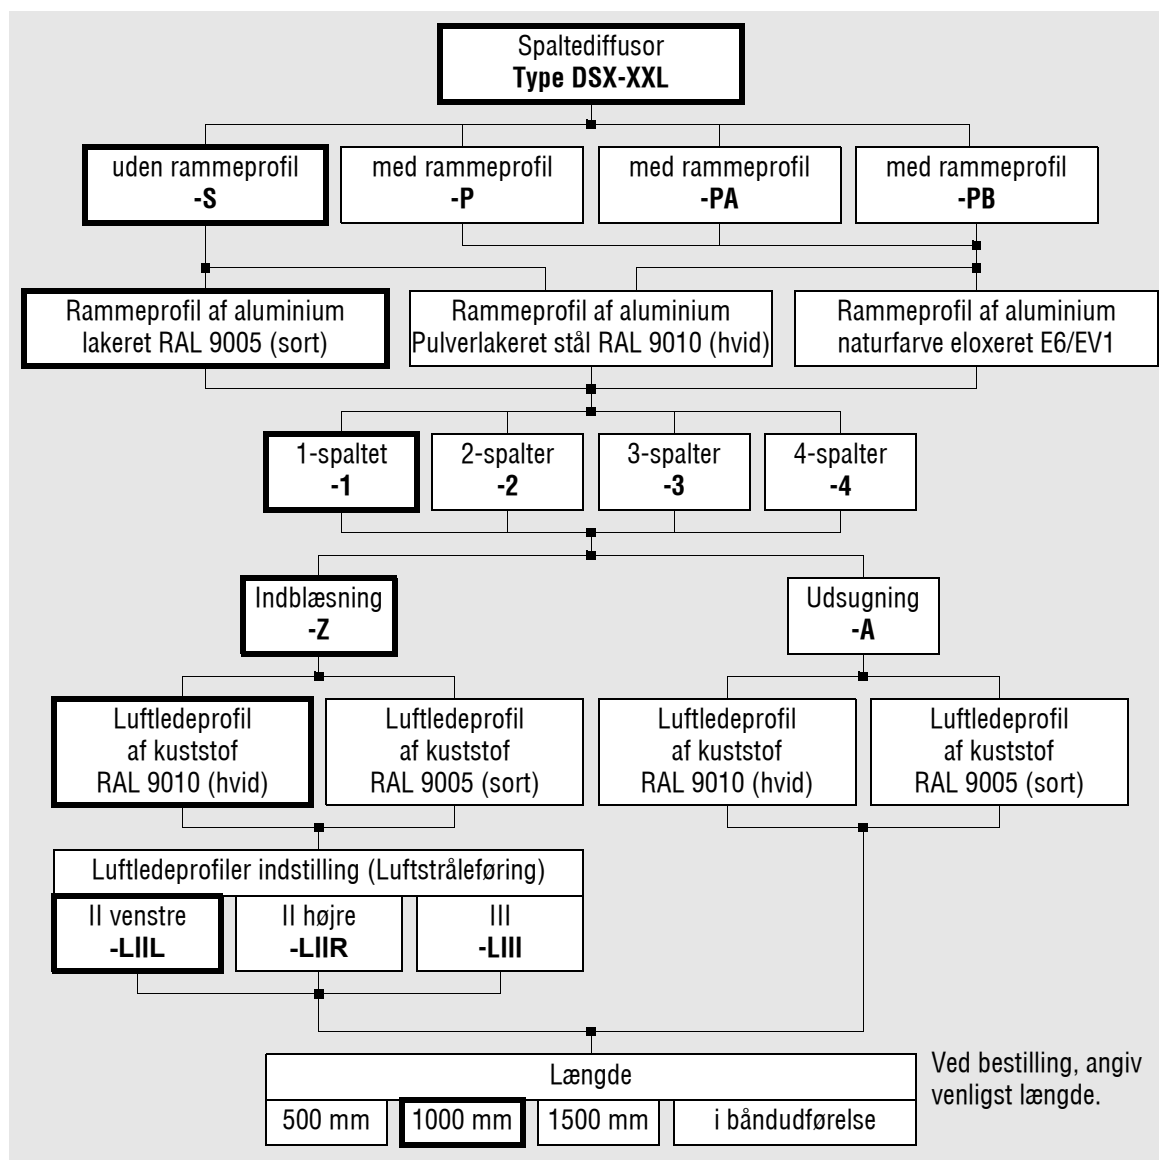 Spaltediffusor
Type DSX-XXL
uden rammeprofil
-S
med rammeprofil
-P
med rammeprofil
-PA
med rammeprofil
-PB
Rammeprofil af aluminium
lakeret RAL 9005 (sort)
Rammeprofil af aluminium
Pulverlakeret stål RAL 9010 (hvid)
Rammeprofil af aluminium
naturfarve eloxeret E6/EV1
1-spaltet
-1
2-spalter
-2
3-spalter
-3
4-spalter
-4
Indblæsning
-Z
Udsugning
-A
Luftledeprofil
af kuststof
RAL 9010 (hvid)
Luftledeprofil
af kuststof
RAL 9005 (sort)
Luftledeprofil
af kuststof
RAL 9010 (hvid)
Luftledeprofil
af kuststof
RAL 9005 (sort)
Luftledeprofiler indstilling (Luftstråleføring)
II venstre
-LIIL
II højre
-LIIR
III
-LIII
Længde
500 mm
1000 mm
1500 mm
i båndudførelse
Ved bestilling, angiv
venligst længde.